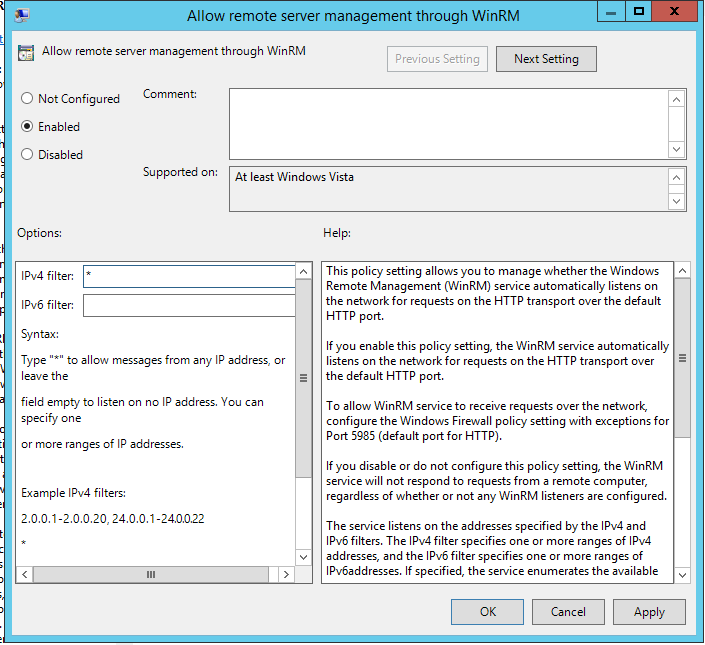 Allow remote server management through WinRM
Allow remote server management through WinRM
Previous Setting
Next Setting
Not Configured
Enabled
Disabled
Comment:
Supported on:
At least Windows Vista
Options:
Help:
IPv4 filter:
*
IPv6 filter:
Syntax:
Type "*" to allow messages from any IP address, or
leave the
field empty to listen on no IP address. You can
specify one
or more ranges of IP addresses.
Example IPv4 filters:
2.0.0.1-2.0.0.20, 24.0.0.1-24.0.0.22
*
This policy setting allows you to manage whether the Windows
Remote Management (WinRM) service automatically listens on
the network for requests on the HTTP transport over the default
HTTP port.
If you enable this policy setting, the WinRM service automatically
listens on the network for requests on the HTTP transport over
the default HTTP port.
To allow WinRM service to receive requests over the network,
configure the Windows Firewall policy setting with exceptions for
Port 5985 (default port for HTTP).
If you disable or do not configure this policy setting, the WinRM
service will not respond to requests from a remote computer,
regardless of whether or not any WinRM listeners are configured.
The service listens on the addresses specified by the IPv4 and
IPv6 filters. The IPv4 filter specifies one or more ranges of IPv4
addresses, and the IPv6 filter specifies one or more ranges of
IPv6addresses. If specified, the service enumerates the available
OK
Cancel
Apply